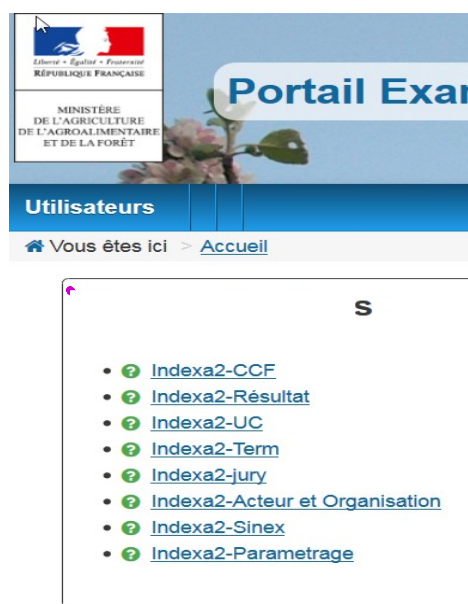 Liberté • Égalité • Fraternité
RÉPUBLIQUE FRANÇAISE
MINISTÈRE
DE L'AGRICULTURE
DE L'AGROALIMENTAIRE
ET DE LA FORÊT
Portail Exa
Utilisateurs
Vous êtes ici > Accueil
S
Indexa2-CCF
Indexa2-Résultat
Indexa2-UC
Indexa2-Term
Indexa2-jury
Indexa2-Acteur et Organisation
Indexa2-Sinex
Indexa2-Parametrage